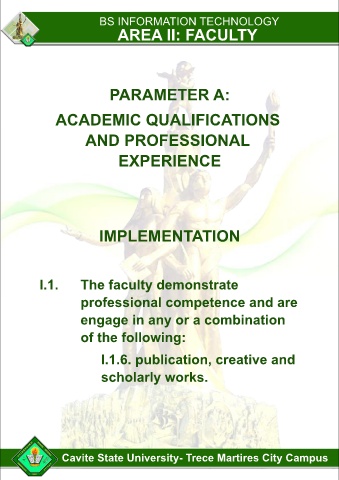 BS INFORMATION TECHNOLOGY
AREA II: FACULTY
PARAMETER A:
ACADEMIC QUALIFICATIONS
AND PROFESSIONAL
EXPERIENCE
IMPLEMENTATION
I.1. The faculty demonstrate
professional competence and are
engage in any or a combination
of the following:
I.1.6. publication, creative and
scholarly works.
Cavite State University- Trece Martires City Campus